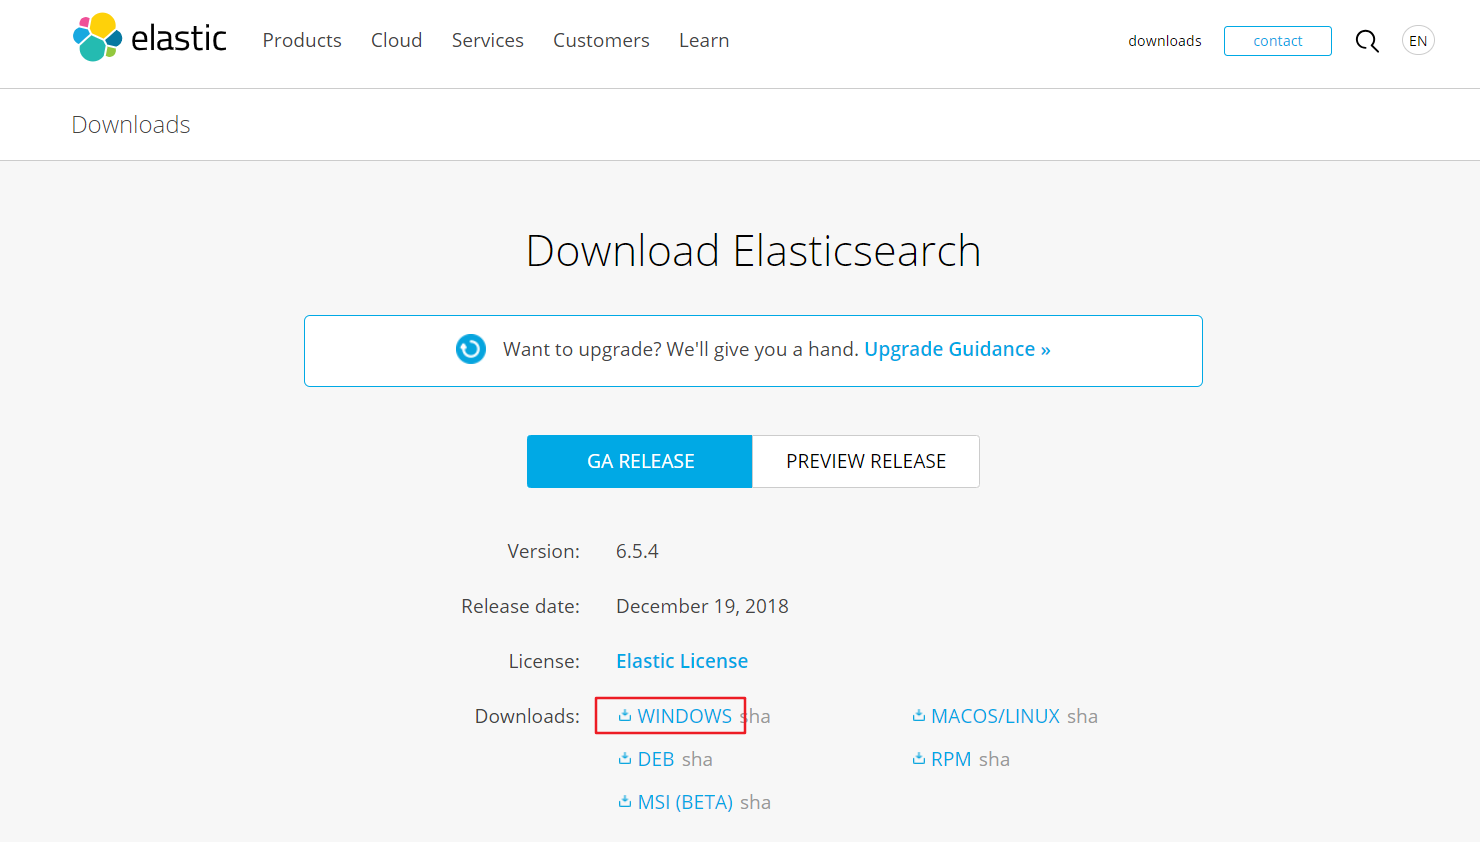 elastic Products Cloud Services Customers Learn downloads contact EN
Downloads
Download Elasticsearch
Want to upgrade? We'll give you a hand. Upgrade Guidance »
GA RELEASE PREVIEW RELEASE
Version: 6.5.4
Release date: December 19, 2018
License: Elastic License
Downloads: WINDOWS sha MACOS/LINUX sha
DEB sha RPM sha
MSI (BETA) sha